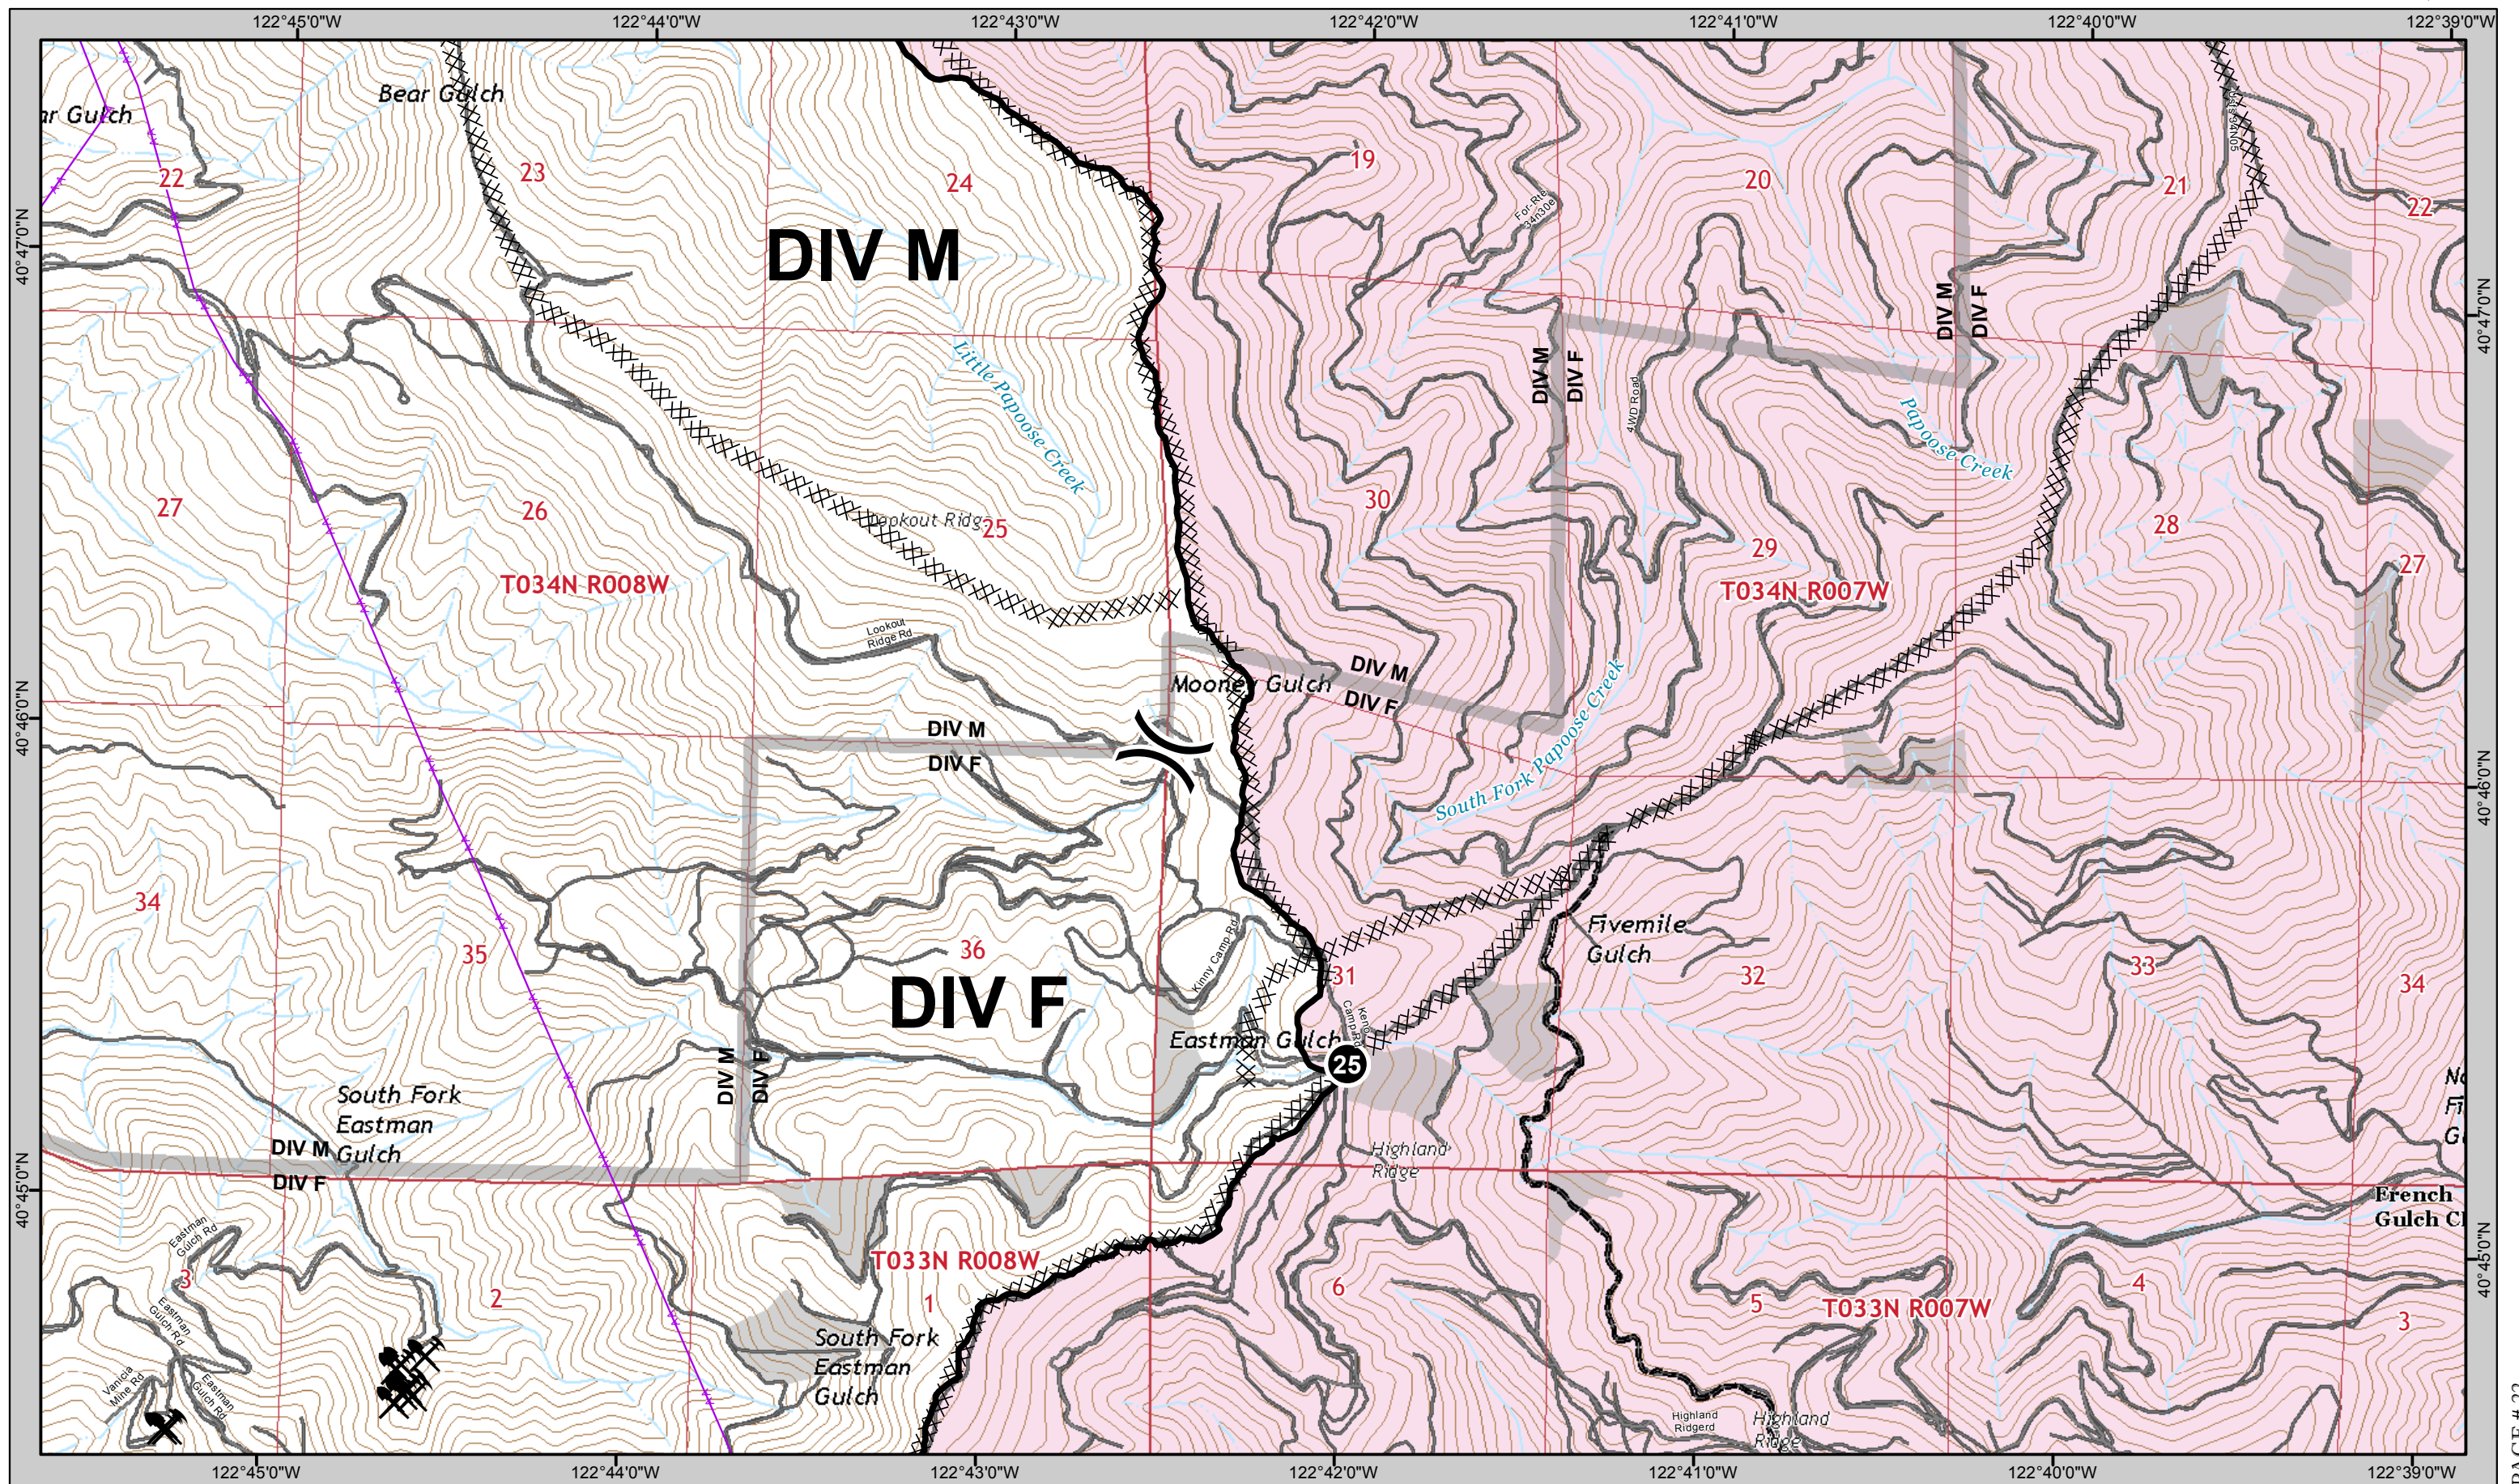 122°45'0"W
122°44'0"W
122°43'0"W
122°42'0"W
122°41'0"W
122°40'0"W
122°39'0"W
Bear Gulch
ar Gulch
22
23
24
19
20
21
22
DIV M
40°47'0"N
40°47'0"N
For-Rte
34n30e
DIV M
DIV F
DIV M
DIV F
4WD Road
Little Papoose Creek
Papoose Creek
27
26
25
30
29
28
27
T034N R008W
T034N R007W
Lookout
Ridge Rd
Mooney Gulch
DIV M
DIV F
DIV M
DIV F
South Fork Papoose Creek
40°46'0"N
40°46'0"N
34
35
36
31
32
33
34
Kinny Camp Rd
Fivemile
Gulch
DIV F
Eastman Gulch
25
DIV M
DIV F
South Fork
Eastman
Gulch
DIV M
DIV F
Highland
Ridge
40°45'0"N
40°45'0"N
French
Gulch C
Eastman
Gulch Rd
Eastman
Gulch Rd
Eastman
Gulch Rd
Vanicia
Mine Rd
3
2
1
6
5
4
3
T033N R008W
T033N R007W
South Fork
Eastman
Gulch
Highland
Ridgerd
Highland
Ridge
122°45'0"W
122°44'0"W
122°43'0"W
122°42'0"W
122°41'0"W
122°40'0"W
122°39'0"W